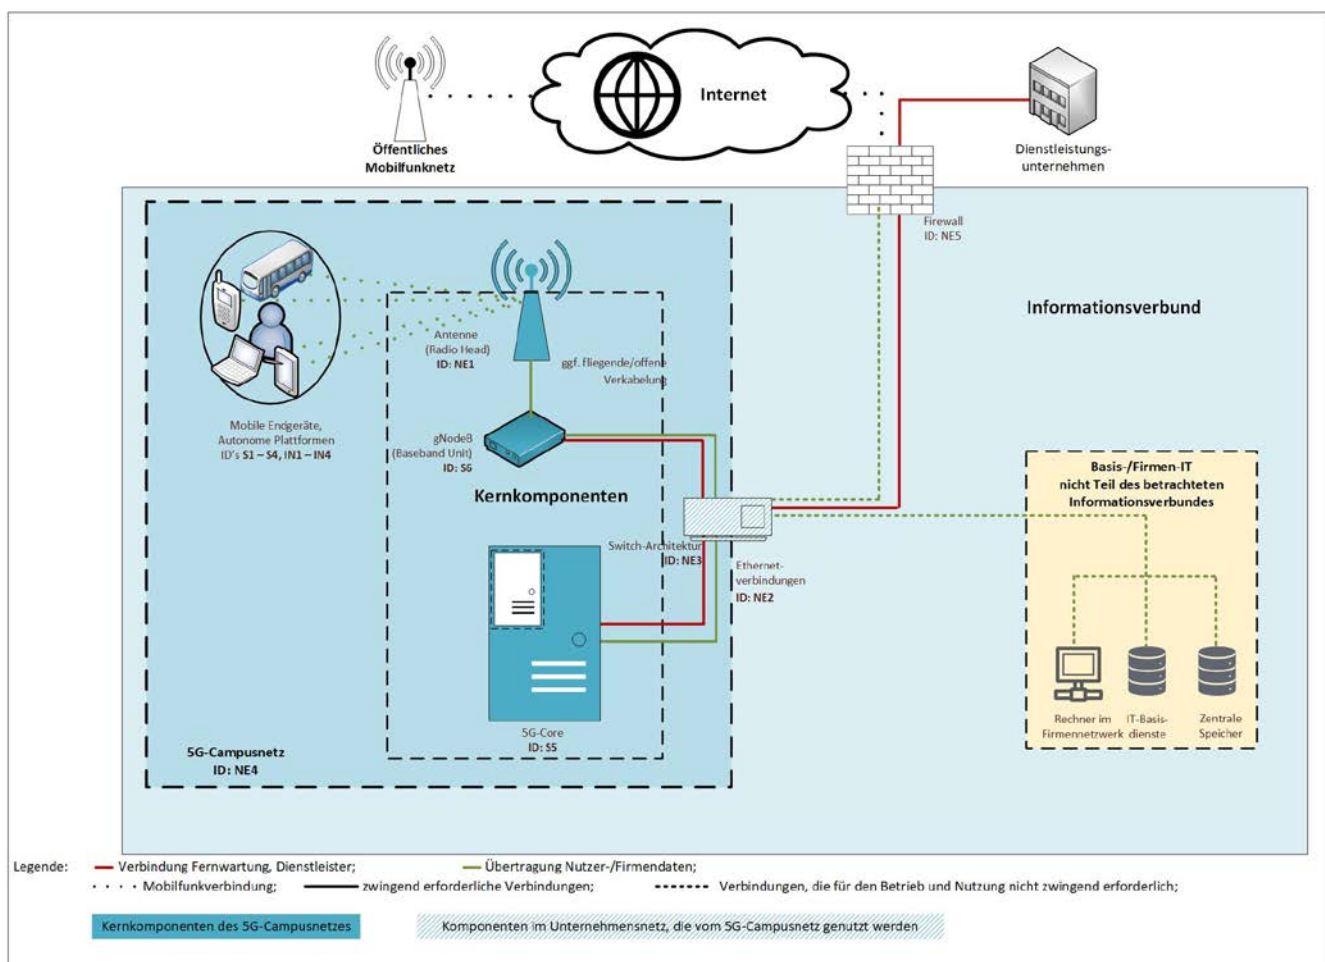 Internet
Öffentliches
Mobilfunknetz
Dienstleistungs-
unternehmen
Firewall
ID: NE5
Informationsverbund
Antenne
(Radio Head)
ID: NE1
ggf. fliegende/offene
Verkabelung
Mobile Endgeräte,
Autonome Plattformen
ID's S1 – S4, IN1 – IN4
gNodeB
(Baseband Unit)
ID: S6
Kernkomponenten
Switch-Architektur
ID: NE3
Ethernet-
verbindungen
ID: NE2
Basis-/Firmen-IT
nicht Teil des betrachteten
Informationsverbundes
Rechner im
Firmennetzwerk
IT-Basis-
dienste
Zentrale
Speicher
5G-Core
ID: S5
5G-Campusnetz
ID: NE4
Legende: Verbindung Fernwartung, Dienstleister; Übertragung Nutzer-/Firmendaten;
Mobilfunkverbindung; zwingend erforderliche Verbindungen; Verbindungen, die für den Betrieb und Nutzung nicht zwingend erforderlich;
Kernkomponenten des 5G-Campusnetzes
Komponenten im Unternehmensnetz, die vom 5G-Campusnetz genutzt werden